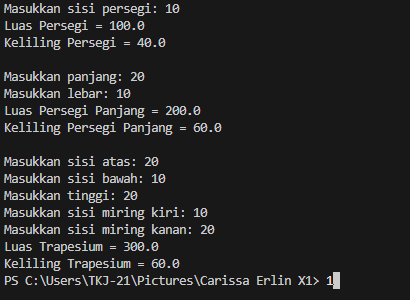 Masukkan sisi persegi: 10
Luas Persegi = 100.0
Keliling Persegi = 40.0
Masukkan panjang: 20
Masukkan lebar: 10
Luas Persegi Panjang = 200.0
Keliling Persegi Panjang = 60.0
Masukkan sisi atas: 20
Masukkan sisi bawah: 10
Masukkan tinggi: 20
Masukkan sisi miring kiri: 10
Masukkan sisi miring kanan: 20
Luas Trapesium = 300.0
Keliling Trapesium = 60.0
PS C:\Users\TKJ-21\Pictures\Carissa Erlin X1> 1